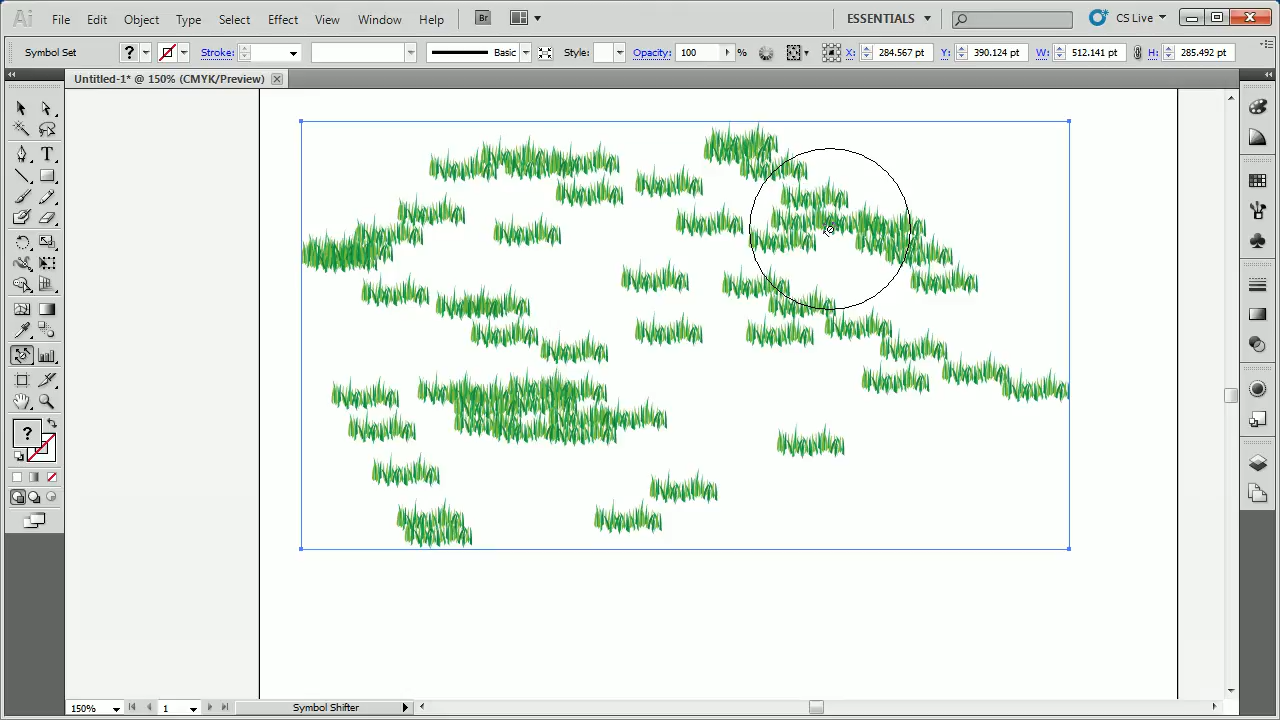 Ai File Edit Object Type Select Effect View Window Help Br ESSENTIALS CS Live
Symbol Set ? Stroke: Basic Style: Opacity: 100 % X: 284.567 pt Y: 390.124 pt W: 512.141 pt H: 285.492 pt
Untitled-1* @ 150% (CMYK/Preview)
T
?
150% 1 Symbol Shifter